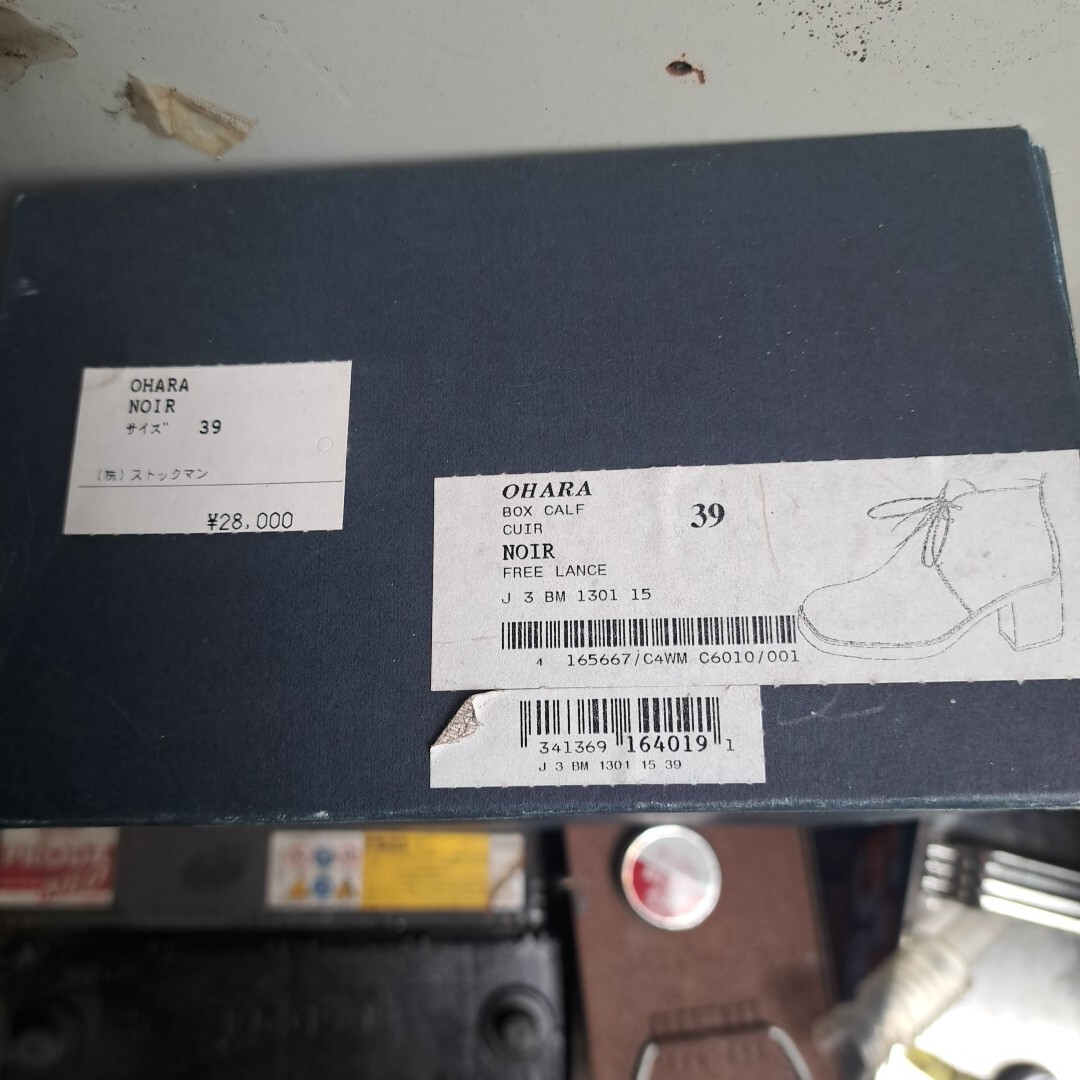 OHARA
NOIR
サイズ 39
(株)ストックマン
¥28,000
OHARA
BOX CALF
39
CUIR
NOIR
FREE LANCE
J 3 BM 1301 15
4 165667/C4WM C6010/001
341369 164019 1
J 3 BM 1301 15 39